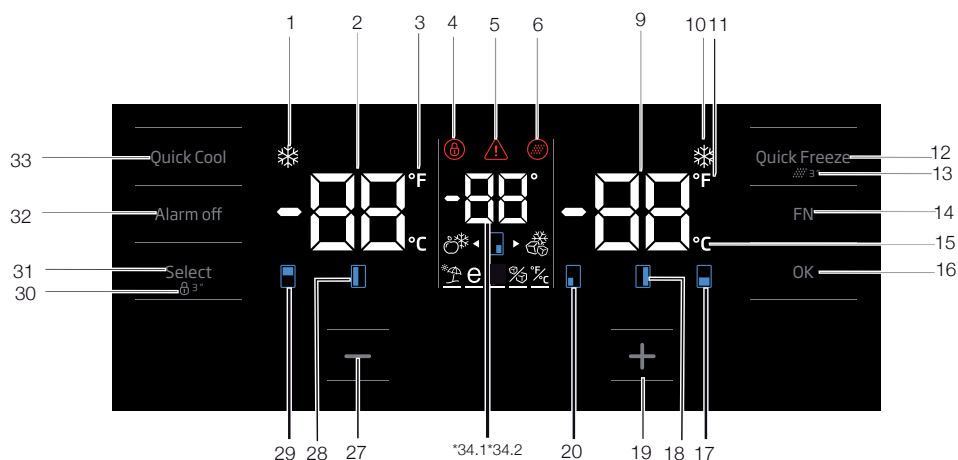 1 2 3 4 5 6 9 10 11
33 Quick Cool Quick Freeze 12
3" 13
°F ° °F
-88 -88 -88
32 Alarm off FN 14
°C °C 15
31 Select OK 16
30 3"
e % °F/°C
29 28 27 *34.1*34.2 20 19 18 17